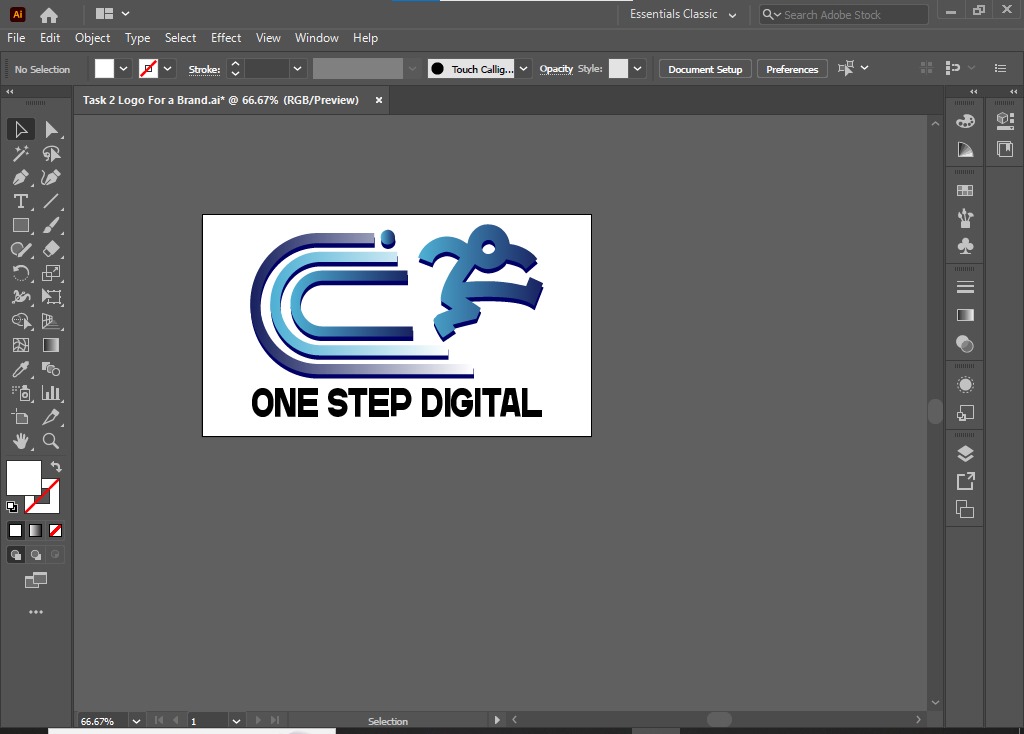 Ai
Essentials Classic
Search Adobe Stock
File Edit Object Type Select Effect View Window Help
No Selection Stroke: Touch Callig... Opacity Style: Document Setup Preferences
Task 2 Logo For a Brand.ai* @ 66.67% (RGB/Preview) ×
T
ONE STEP DIGITAL
66.67% 1 Selection